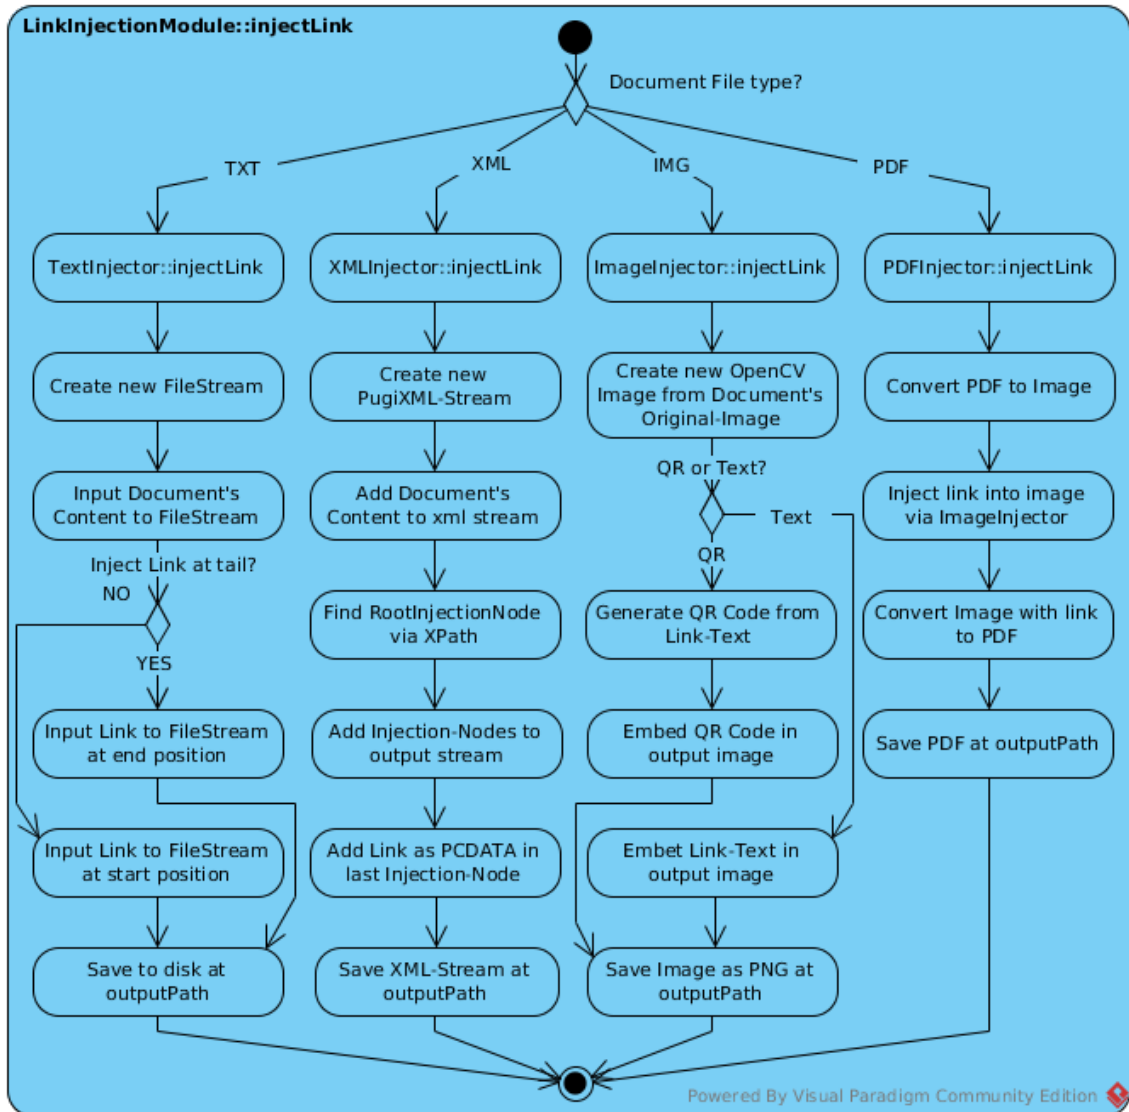 LinkInjectionModule::injectLink
Document File type?
TXT
XML
IMG
PDF
TextInjector::injectLink
XMLInjector::injectLink
ImageInjector::injectLink
PDFInjector::injectLink
Create new FileStream
Create new
PugiXML-Stream
Create new OpenCV
Image from Document's
Original-Image
Convert PDF to Image
QR or Text?
Input Document's
Content to FileStream
Add Document's
Content to xml stream
Text
Inject link into image
via ImageInjector
Inject Link at tail?
NO
QR
Find RootInjectionNode
via XPath
Generate QR Code from
Link-Text
Convert Image with link
to PDF
YES
Input Link to FileStream
at end position
Add Injection-Nodes to
output stream
Embed QR Code in
output image
Save PDF at outputPath
Input Link to FileStream
at start position
Add Link as PCDATA in
last Injection-Node
Embet Link-Text in
output image
Save to disk at
outputPath
Save XML-Stream at
outputPath
Save Image as PNG at
outputPath
Powered By Visual Paradigm Community Edition